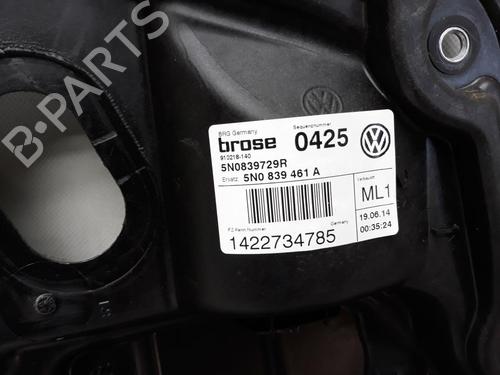 BRG Germany
Sequenznummer
brose 0425
910218-140
5N0839729R
Ersatz: 5N0 839 461 A
Verbaut
ML1
19.06.14
00:35:24
FZ Kenn Nummer
Germany
1422734785
B-PARTS